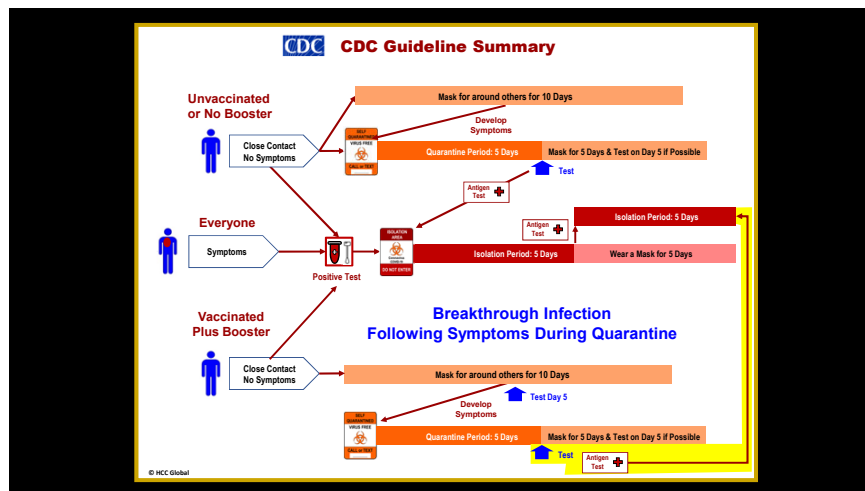 CDC
CDC Guideline Summary
Unvaccinated
or No Booster
Mask for around others for 10 Days
Develop
Symptoms
Close Contact
No Symptoms
SELF
QUARANTINED
VIRUS FREE
CALL or TEXT
Quarantine Period: 5 Days
Mask for 5 Days & Test on Day 5 if Possible
Test
Antigen
Test
Everyone
Symptoms
Positive Test
ISOLATION
AREA
Coronavirus
COVID-19
DO NOT ENTER
Antigen
Test
Isolation Period: 5 Days
Isolation Period: 5 Days
Wear a Mask for 5 Days
Breakthrough Infection
Following Symptoms During Quarantine
Vaccinated
Plus Booster
Close Contact
No Symptoms
Mask for around others for 10 Days
Test Day 5
Develop
Symptoms
SELF
QUARANTINED
VIRUS FREE
CALL or TEXT
Quarantine Period: 5 Days
Mask for 5 Days & Test on Day 5 if Possible
Test
Antigen
Test
© HCC Global